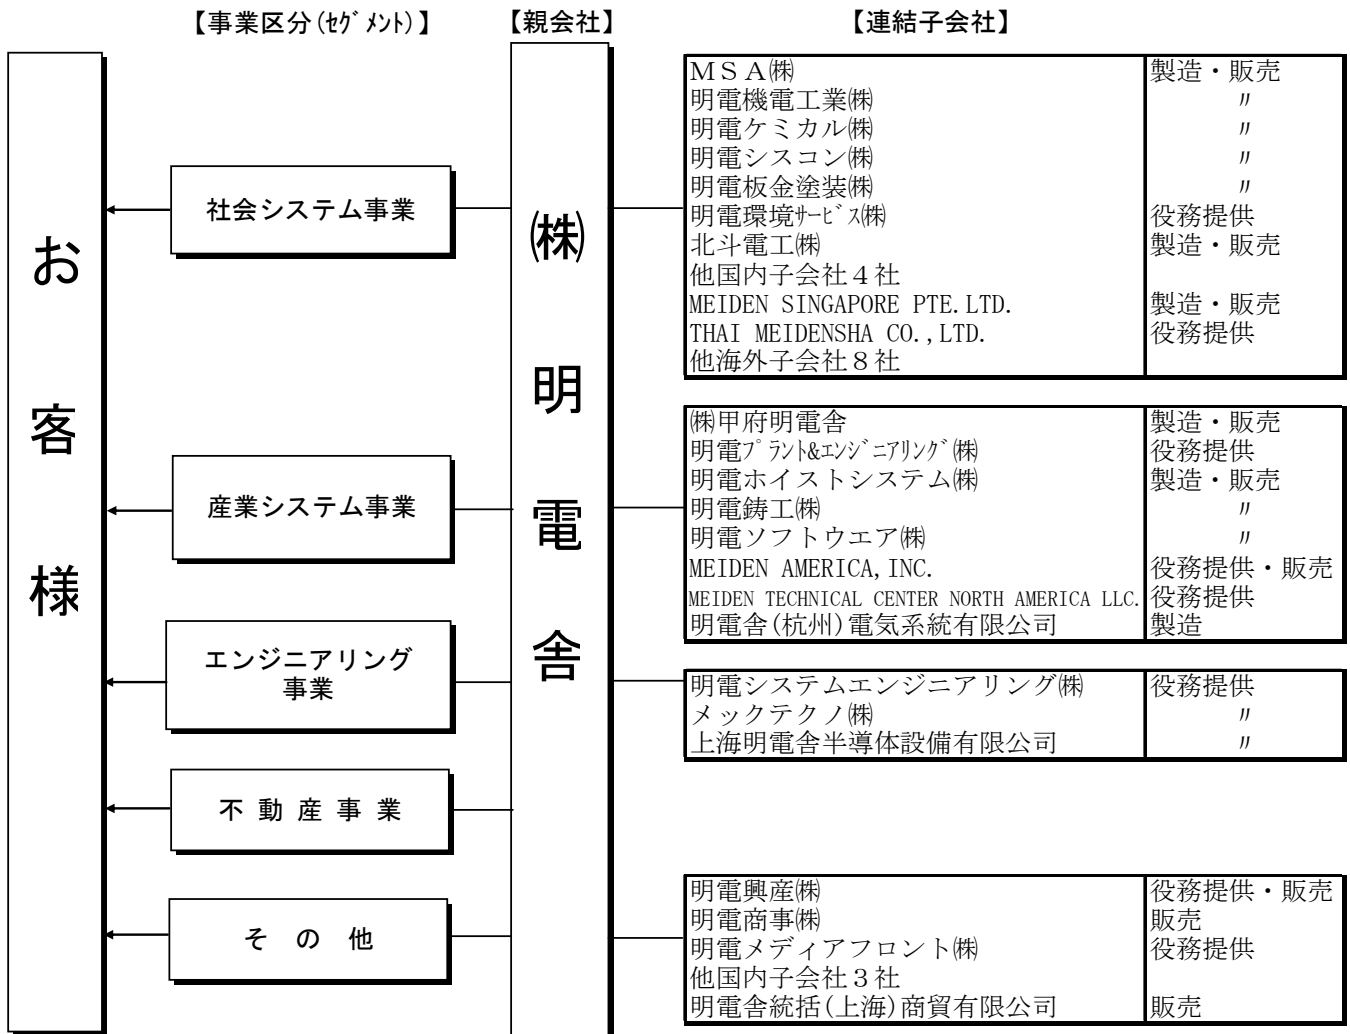 【事業区分(ｾｸﾞﾒﾝﾄ)】
【親会社】
【連結子会社】
お客様
社会システム事業
産業システム事業
エンジニアリング
事業
不動産事業
その他
㈱明電舎
ＭＳＡ㈱ 製造・販売
明電機電工業㈱ 〃
明電ケミカル㈱ 〃
明電シスコン㈱ 〃
明電板金塗装㈱ 〃
明電環境ｻｰﾋﾞｽ㈱ 役務提供
北斗電工㈱ 製造・販売
他国内子会社４社
MEIDEN SINGAPORE PTE.LTD. 製造・販売
THAI MEIDENSHA CO.,LTD. 役務提供
他海外子会社８社
㈱甲府明電舎 製造・販売
明電ﾌﾟﾗﾝﾄ&ｴﾝｼﾞﾆｱﾘﾝｸﾞ㈱ 役務提供
明電ホイストシステム㈱ 製造・販売
明電鋳工㈱ 〃
明電ソフトウエア㈱ 〃
MEIDEN AMERICA,INC. 役務提供・販売
MEIDEN TECHNICAL CENTER NORTH AMERICA LLC. 役務提供
明電舎(杭州)電気系統有限公司 製造
明電システムエンジニアリング㈱ 役務提供
メックテクノ㈱ 〃
上海明電舎半導体設備有限公司 〃
明電興産㈱ 役務提供・販売
明電商事㈱ 販売
明電メディアフロント㈱ 役務提供
他国内子会社３社
明電舎統括(上海)商貿有限公司 販売